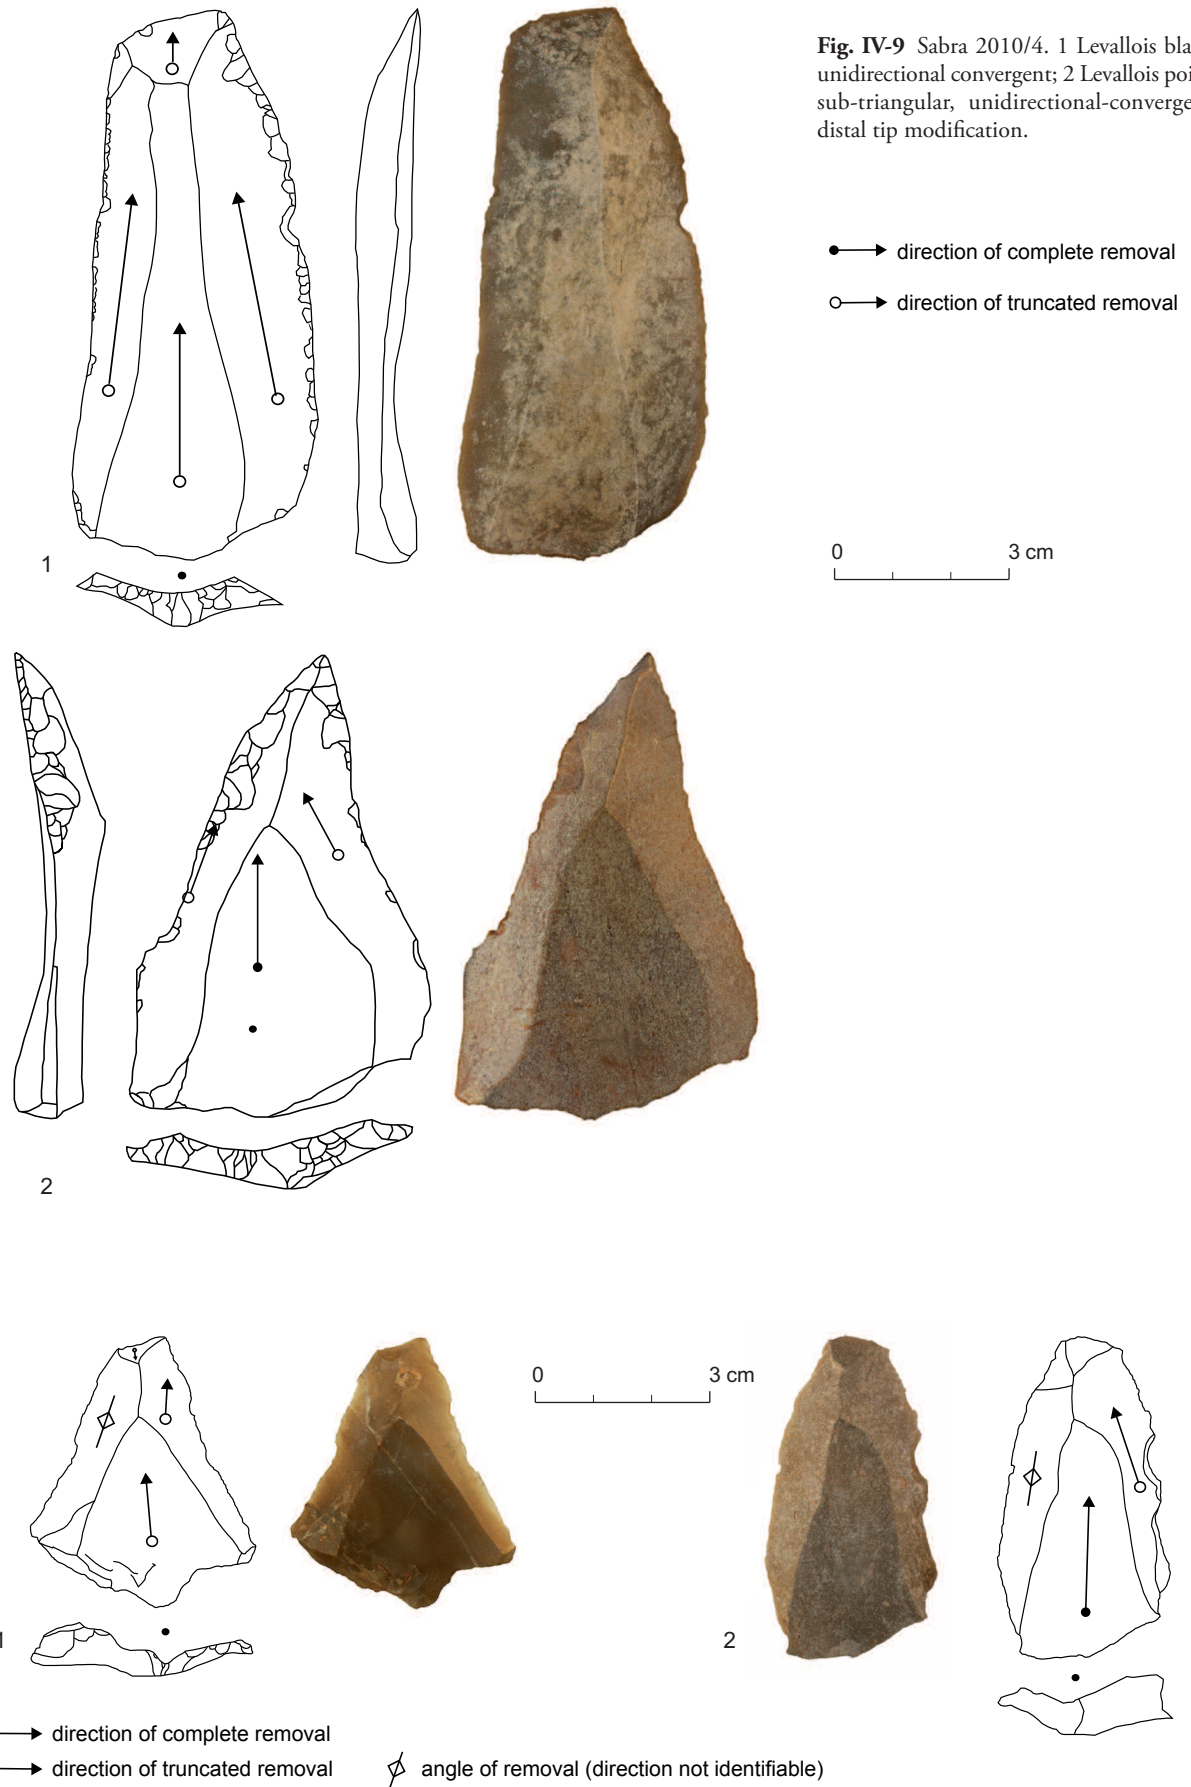 Fig. IV-9 Sabra 2010/4. 1 Levallois bla
unidirectional convergent; 2 Levallois poi
sub-triangular, unidirectional-converge
distal tip modification.
direction of complete removal
direction of truncated removal
0 3 cm
1
2
0 3 cm
1
2
direction of complete removal
direction of truncated removal
angle of removal (direction not identifiable)